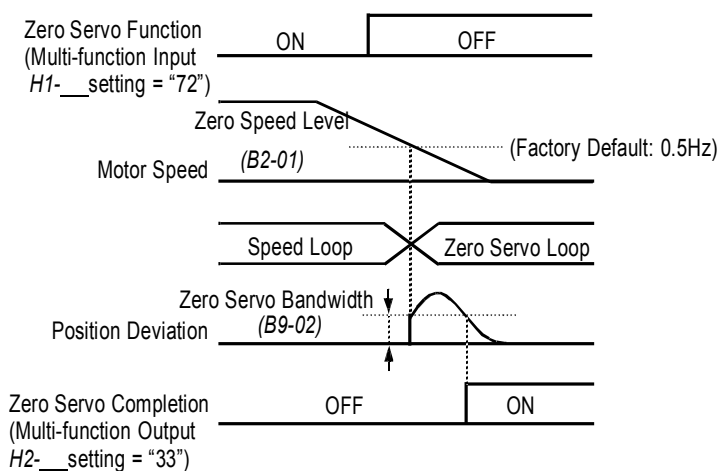 Zero Servo Function
(Multi-function Input
H1-___setting = “72”)
ON
OFF
Zero Speed Level
(Factory Default: 0.5Hz)
Motor Speed
(B2-01)
Speed Loop
Zero Servo Loop
Zero Servo Bandwidth
Position Deviation
(B9-02)
Zero Servo Completion
(Multi-function Output
H2-___setting = “33”)
OFF
ON